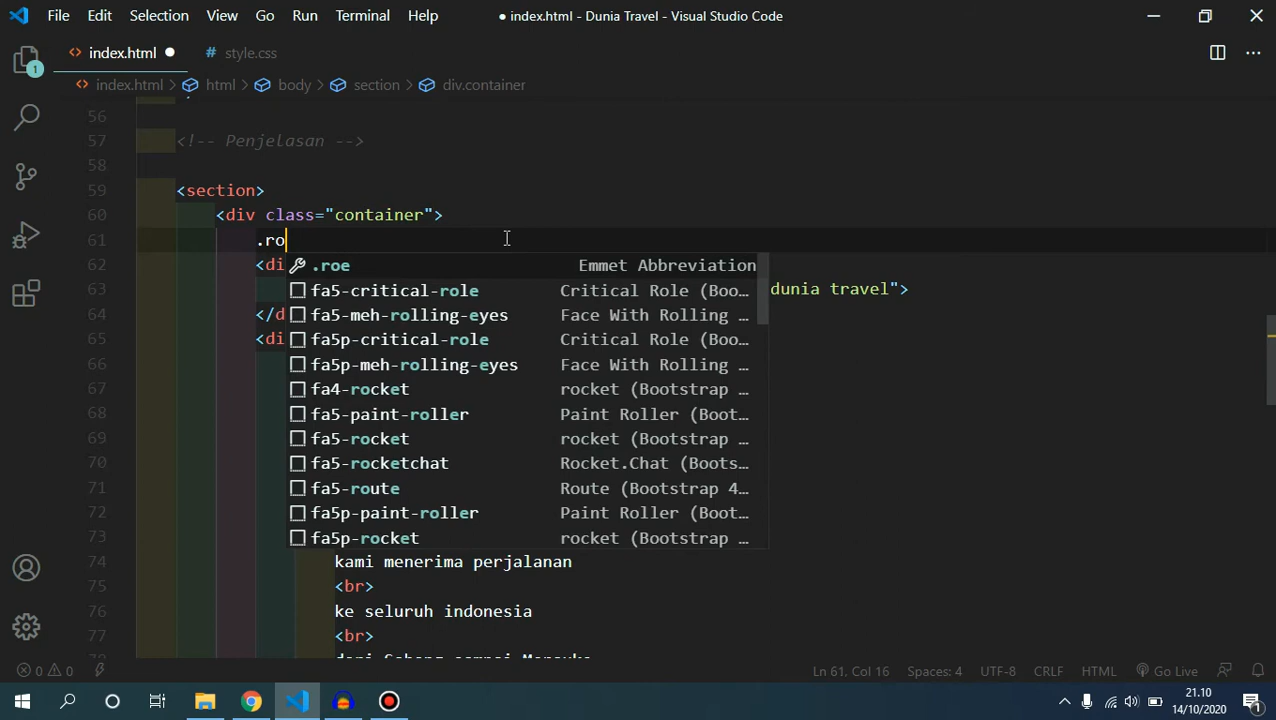 File Edit Selection View Go Run Terminal Help
● index.html - Dunia Travel - Visual Studio Code
1
<> index.html ●
# style.css
<> index.html > html > body > section > div.container
56
57 <!-- Penjelasan -->
58
59 <section>
60 <div class="container">
61 .ro
62 <di
63 dunia travel">
64 </d
65 <di
66
67
68
69
70
71
72
73
74 kami menerima perjalanan
75 <br>
76 ke seluruh indonesia
77 <br>
.roe Emmet Abbreviation
fa5-critical-role Critical Role (Boo...
fa5-meh-rolling-eyes Face With Rolling ...
fa5p-critical-role Critical Role (Boo...
fa5p-meh-rolling-eyes Face With Rolling ...
fa4-rocket rocket (Bootstrap ...
fa5-paint-roller Paint Roller (Boot...
fa5-rocket rocket (Bootstrap ...
fa5-rocketchat Rocket.Chat (Boots...
fa5-route Route (Bootstrap 4...
fa5p-paint-roller Paint Roller (Boot...
fa5p-rocket rocket (Bootstrap ...
0 0
Ln 61, Col 16 Spaces: 4 UTF-8 CRLF HTML Go Live
21.10
14/10/2020
1